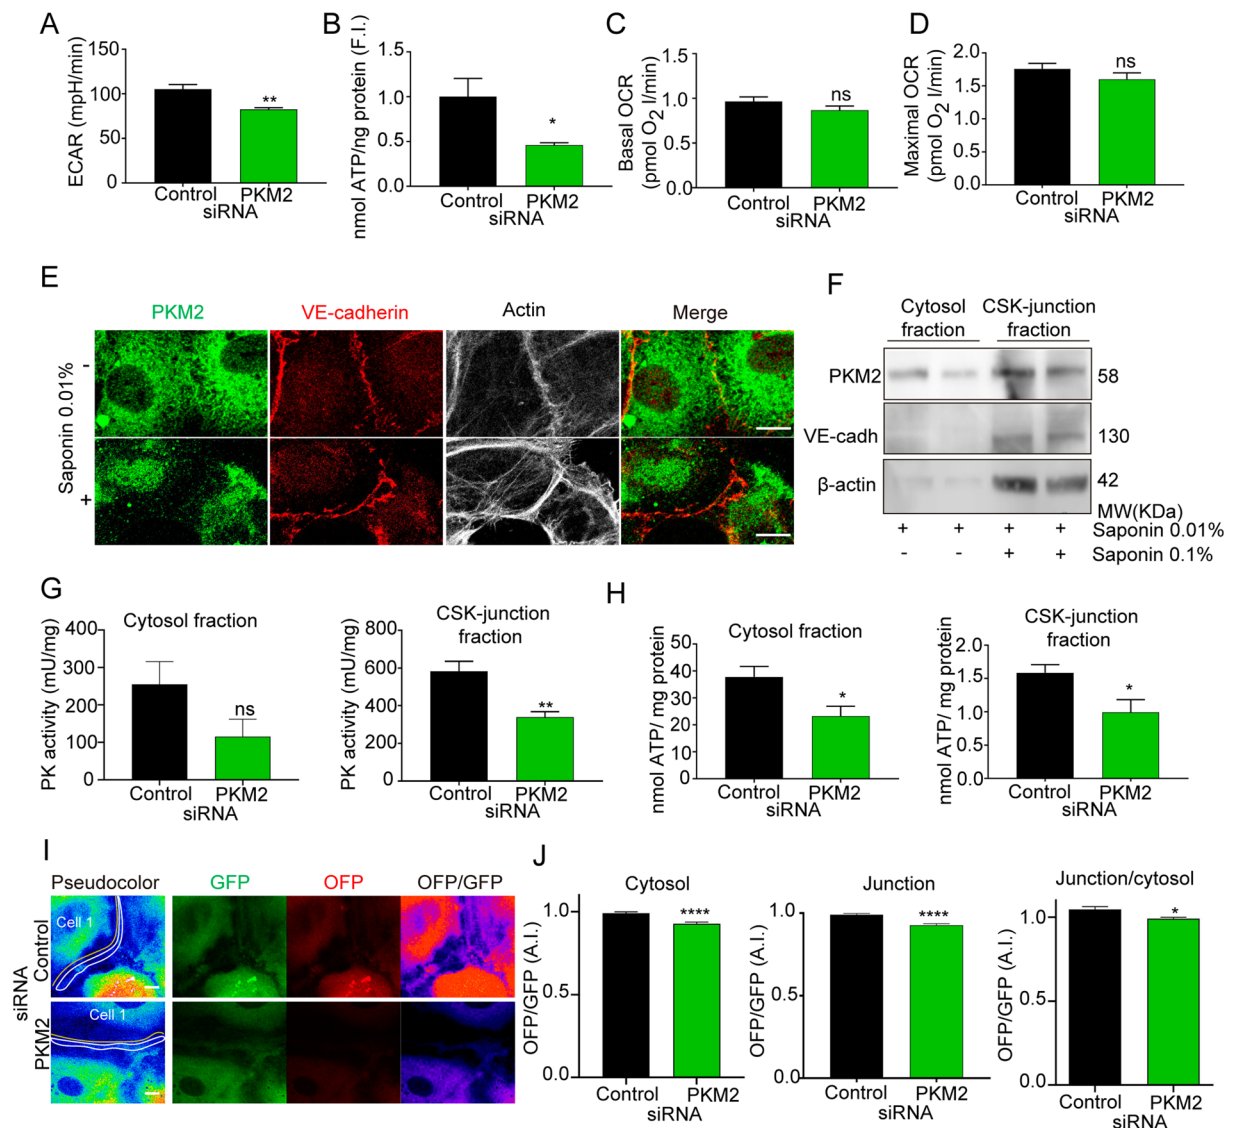 A
ECAR (mpH/min)
150
100
50
0
**
Control PKM2
siRNA
B
nmol ATP/ng protein (F.I.)
1.5
1.0
0.5
0.0
*
Control PKM2
siRNA
C
Basal OCR
(pmol O2 l/min)
1.5
1.0
0.5
0.0
ns
Control PKM2
siRNA
D
Maximal OCR
(pmol O2 l/min)
2.0
1.5
1.0
0.5
0.0
ns
Control PKM2
siRNA
E
PKM2 VE-cadherin Actin Merge
Saponin 0.01%
-
+
F
Cytosol fraction
CSK-junction fraction
PKM2 58
VE-cadh 130
β-actin 42
MW(KDa)
+ + + + Saponin 0.01%
- - + + Saponin 0.1%
G
Cytosol fraction
PK activity (mU/mg)
400
300
200
100
0
ns
Control PKM2
siRNA
CSK-junction
fraction
PK activity (mU/mg)
800
600
400
200
0
**
Control PKM2
siRNA
H
Cytosol fraction
nmol ATP/ mg protein
50
40
30
20
10
0
*
Control PKM2
siRNA
CSK-junction
fraction
nmol ATP/ mg protein
2.0
1.5
1.0
0.5
0.0
*
Control PKM2
siRNA
I
Pseudocolor GFP OFP OFP/GFP
siRNA
Control
Cell 1
PKM2
Cell 1
J
Cytosol
OFP/GFP (A.I.)
1.0
0.5
0.0
****
Control PKM2
siRNA
Junction
OFP/GFP (A.I.)
1.0
0.5
0.0
****
Control PKM2
siRNA
Junction/cytosol
OFP/GFP (A.I.)
1.0
0.5
0.0
*
Control PKM2
siRNA